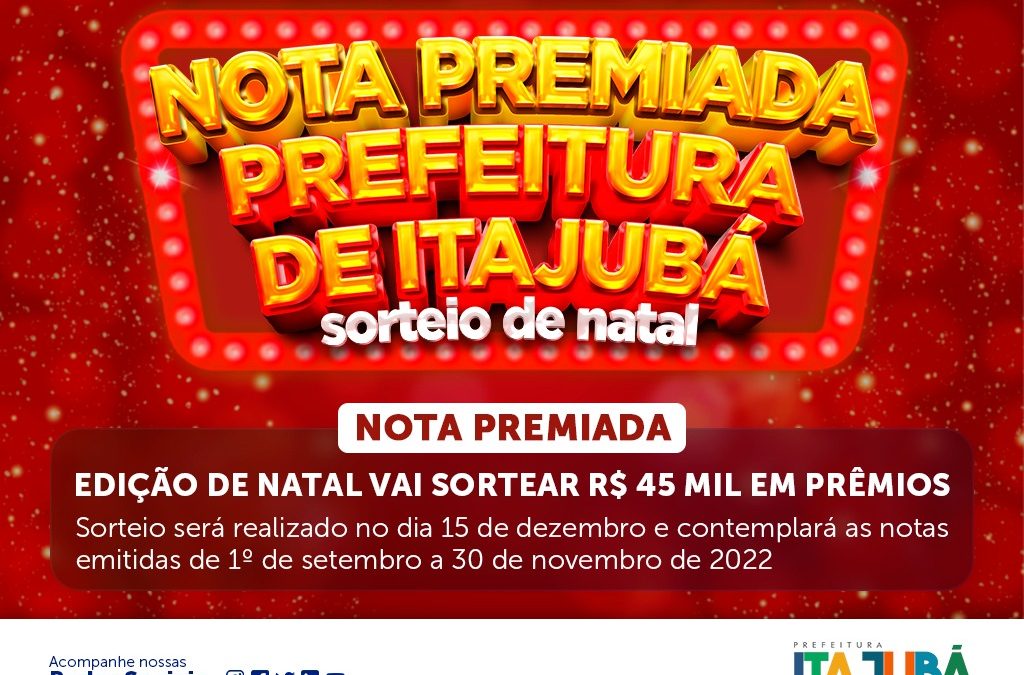 NOTA PREMIADA
PREFEITURA
DE ITAJUBÁ
sorteio de natal
NOTA PREMIADA
EDIÇÃO DE NATAL VAI SORTEAR R$ 45 MIL EM PRÊMIOS
Sorteio será realizado no dia 15 de dezembro e contemplará as notas
emitidas de 1º de setembro a 30 de novembro de 2022
Acompanhe nossas
PREFEITURA
ITAJUBÁ